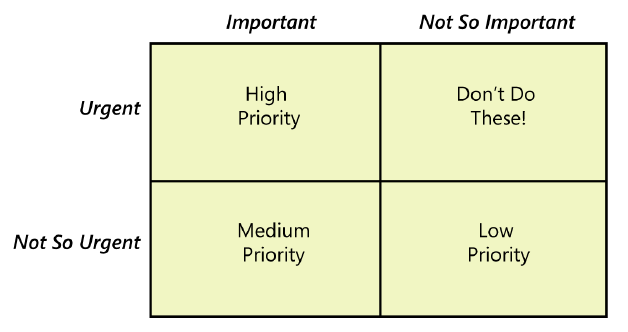 Important Not So Important
Urgent
High
Priority
Don't Do
These!
Not So Urgent
Medium
Priority
Low
Priority